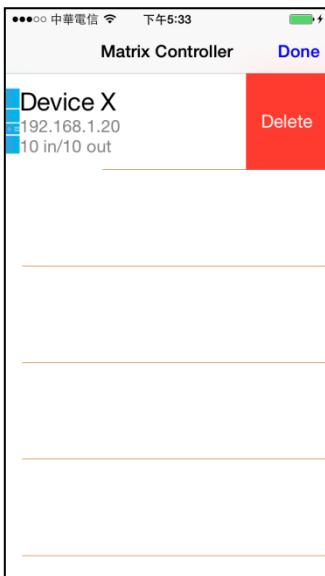 中華電信 下午5:33
Matrix Controller Done
Device X
192.168.1.20
10 in/10 out
Delete